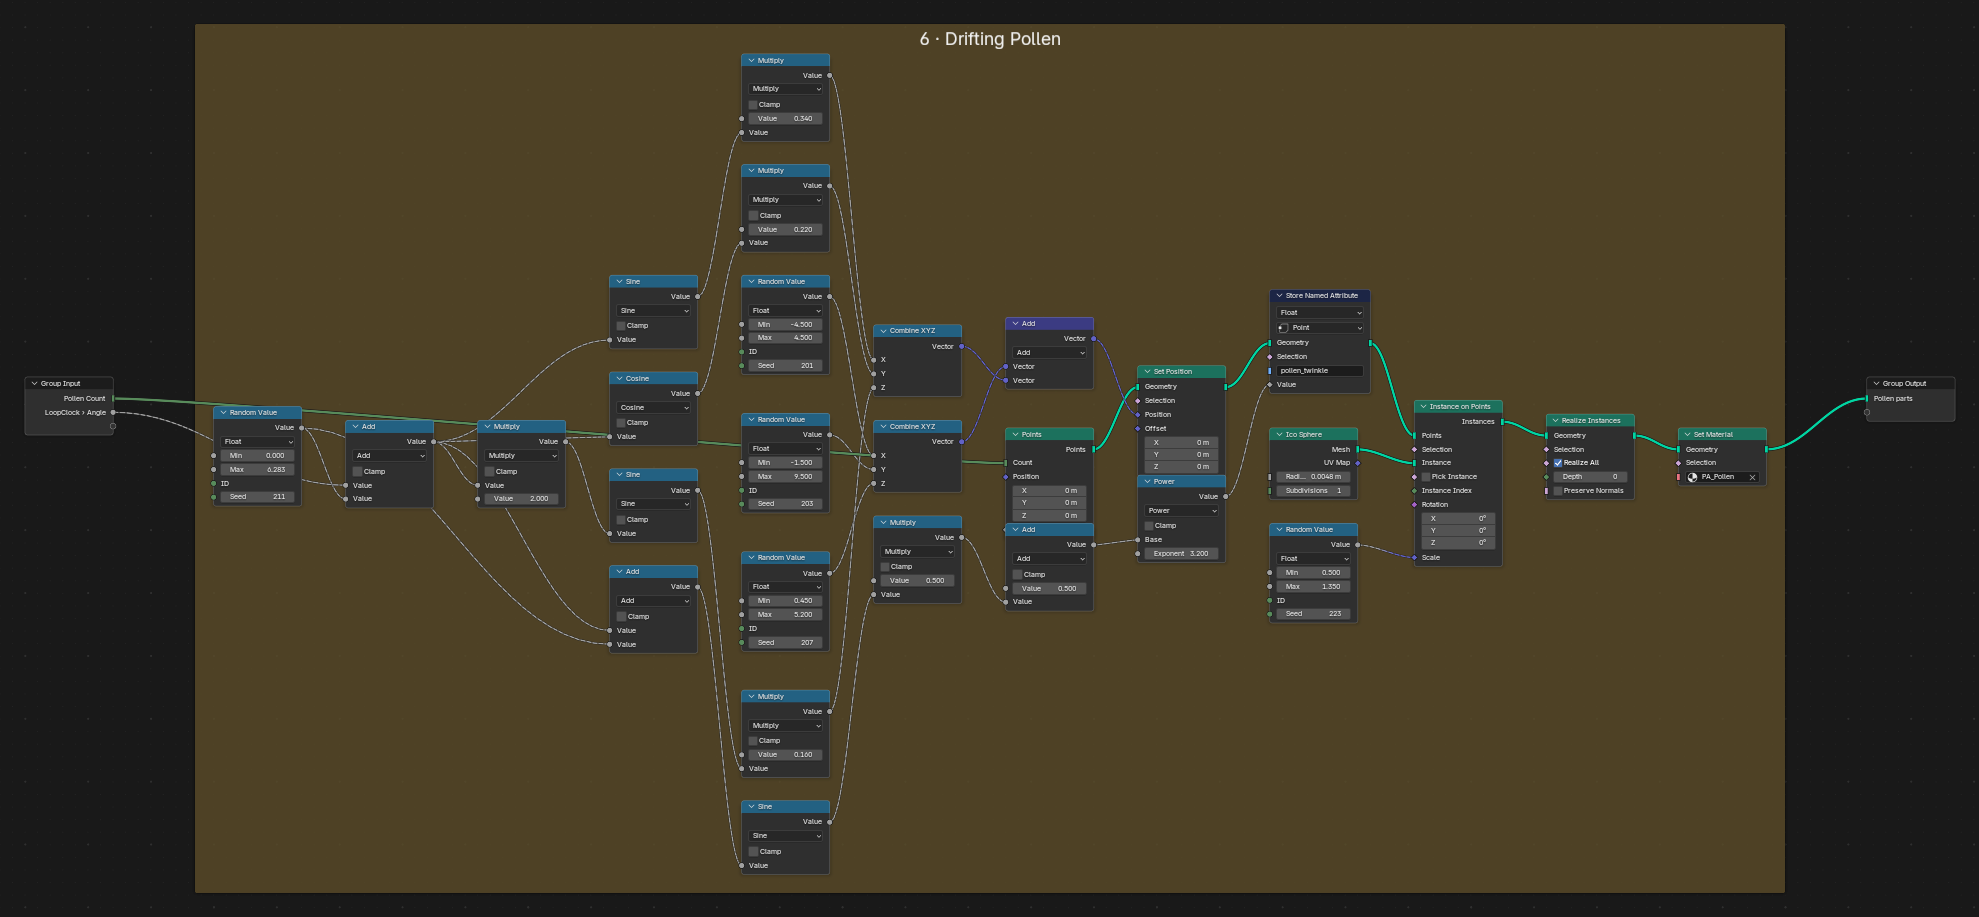 6 · Drifting Pollen
Group Input
Pollen Count
LoopClock › Angle
Random Value
Value
Float
Min 0.000
Max 6.283
ID
Seed 211
Add
Value
Add
Clamp
Value
Value
Multiply
Value
Multiply
Clamp
Value
Value 2.000
Sine
Value
Sine
Clamp
Value
Cosine
Value
Cosine
Clamp
Value
Sine
Value
Sine
Clamp
Value
Add
Value
Add
Clamp
Value
Value
Multiply
Value
Multiply
Clamp
Value 0.340
Value
Multiply
Value
Multiply
Clamp
Value 0.220
Value
Random Value
Value
Float
Min -4.500
Max 4.500
ID
Seed 201
Random Value
Value
Float
Min -1.500
Max 9.500
ID
Seed 203
Random Value
Value
Float
Min 0.450
Max 5.200
ID
Seed 207
Multiply
Value
Multiply
Clamp
Value 0.160
Value
Sine
Value
Sine
Clamp
Value
Combine XYZ
Vector
X
Y
Z
Combine XYZ
Vector
X
Y
Z
Multiply
Value
Multiply
Clamp
Value 0.500
Value
Add
Vector
Add
Vector
Vector
Points
Points
Count
Position
X 0 m
Y 0 m
Z 0 m
Add
Value
Add
Clamp
Value 0.500
Value
Set Position
Geometry
Selection
Position
Offset
X 0 m
Y 0 m
Z 0 m
Power
Value
Power
Clamp
Base
Exponent 3.200
Store Named Attribute
Float
Point
Geometry
Selection
pollen_twinkle
Value
Ico Sphere
Mesh
UV Map
Radi... 0.0048 m
Subdivisions 1
Random Value
Value
Float
Min 0.500
Max 1.350
ID
Seed 223
Instance on Points
Instances
Points
Selection
Instance
Pick Instance
Instance Index
Rotation
X 0°
Y 0°
Z 0°
Scale
Realize Instances
Geometry
Selection
Realize All
Depth 0
Preserve Normals
Set Material
Geometry
Selection
PA_Pollen
Group Output
Pollen parts